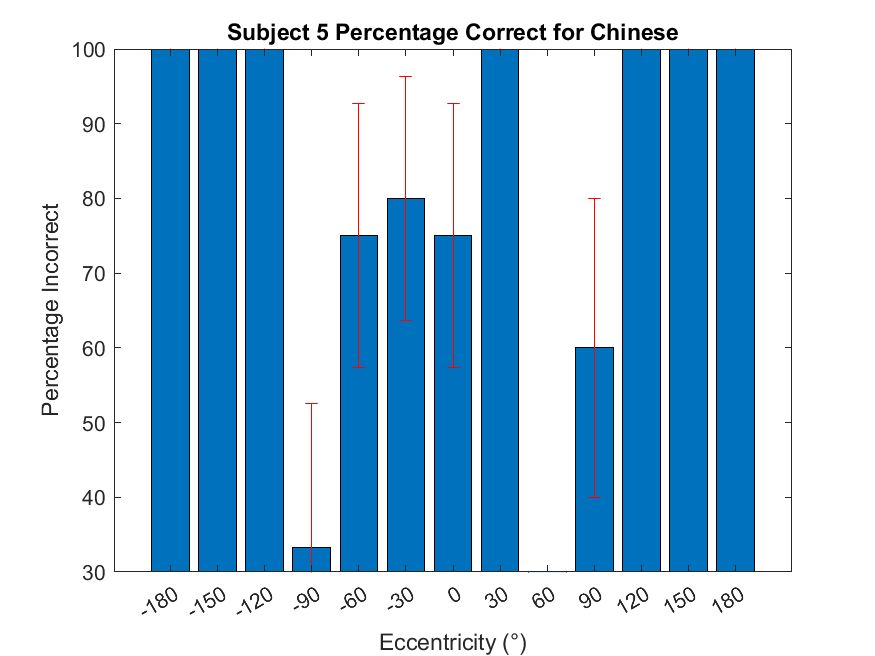 Subject 5 Percentage Correct for Chinese
100
90
80
70
60
50
40
30
Percentage Incorrect
-180 -150 -120 -90 -60 -30 0 30 60 90 120 150 180
Eccentricity (°)